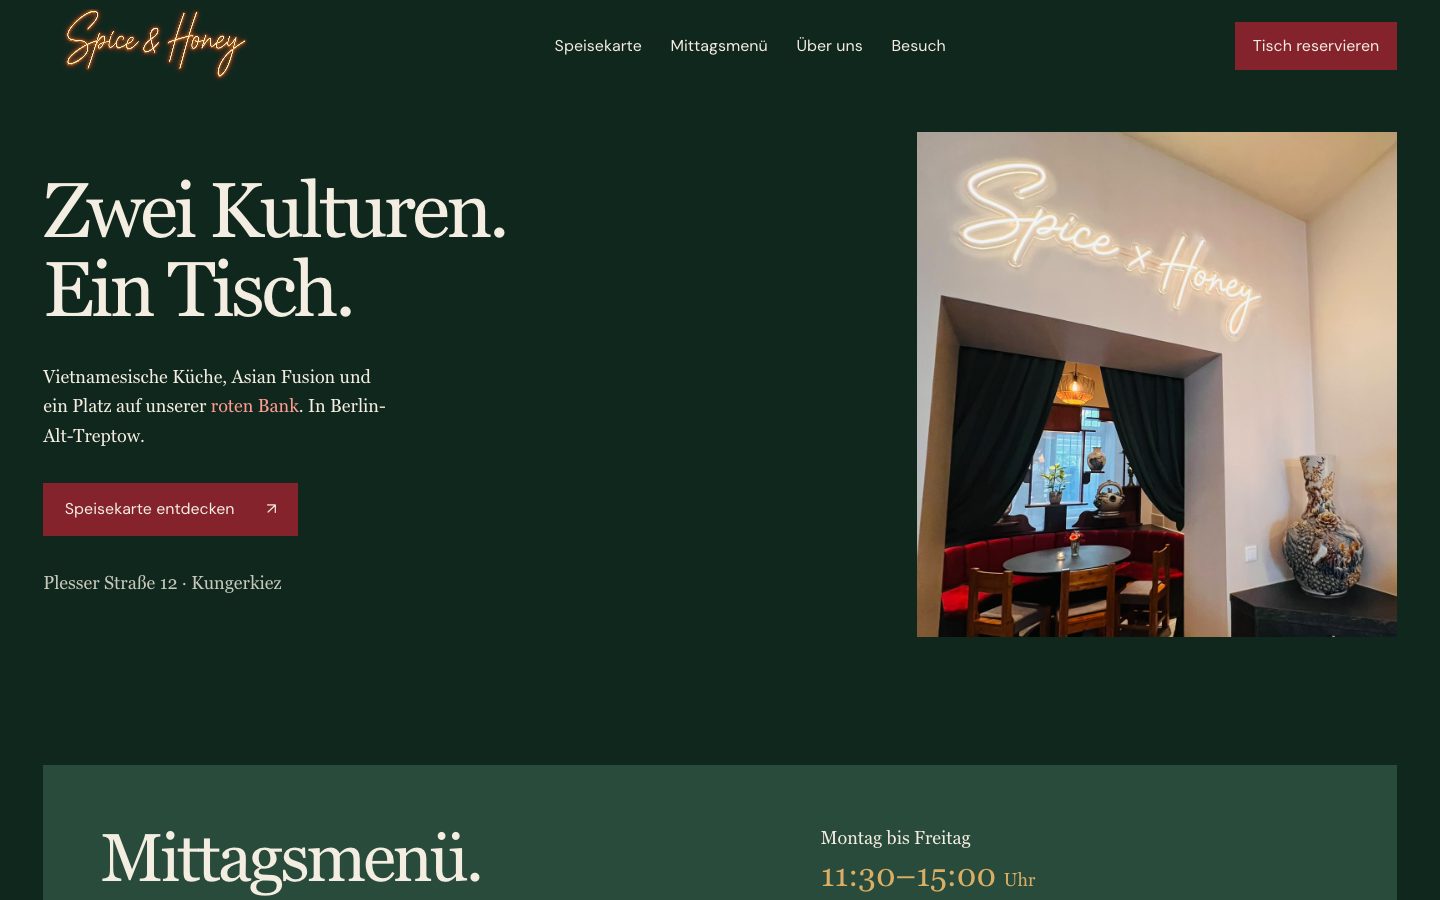 Spice & Honey
Speisekarte
Mittagsmenü
Über uns
Besuch
Tisch reservieren
Zwei Kulturen.
Ein Tisch.
Vietnamesische Küche, Asian Fusion und
ein Platz auf unserer roten Bank. In Berlin-
Alt-Treptow.
Speisekarte entdecken
Plesser Straße 12 · Kungerkiez
Spice x Honey
Mittagsmenü.
Montag bis Freitag
11:30–15:00 Uhr